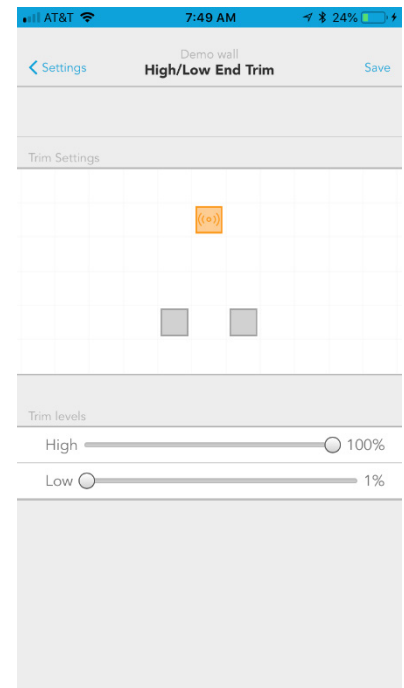 AT&T 7:49 AM 24%
Demo wall
Settings High/Low End Trim Save
Trim Settings
Trim levels
High 100%
Low 1%